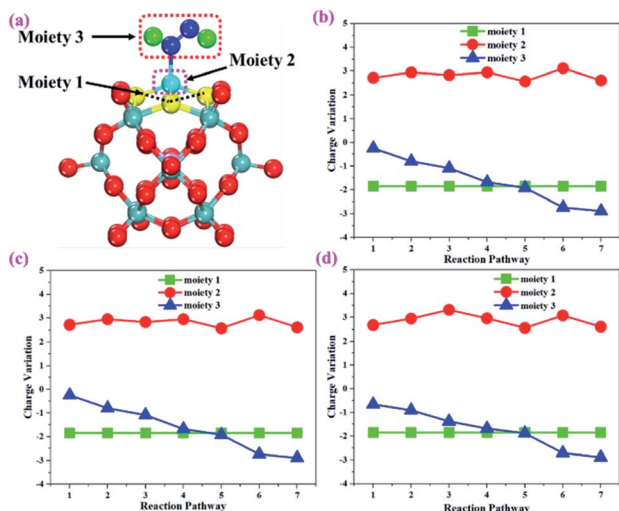 (a)
Moiety 3
Moiety 2
Moiety 1
(b)
moiety 1
moiety 2
moiety 3
Charge Variation
5
4
3
2
1
0
-1
-2
-3
-4
1 2 3 4 5 6 7
Reaction Pathway
(c)
moiety 1
moiety 2
moiety 3
Charge Variation
5
4
3
2
1
0
-1
-2
-3
-4
1 2 3 4 5 6 7
Reaction Pathway
(d)
moiety 1
moiety 2
moiety 3
Charge Variation
5
4
3
2
1
0
-1
-2
-3
-4
1 2 3 4 5 6 7
Reaction Pathway